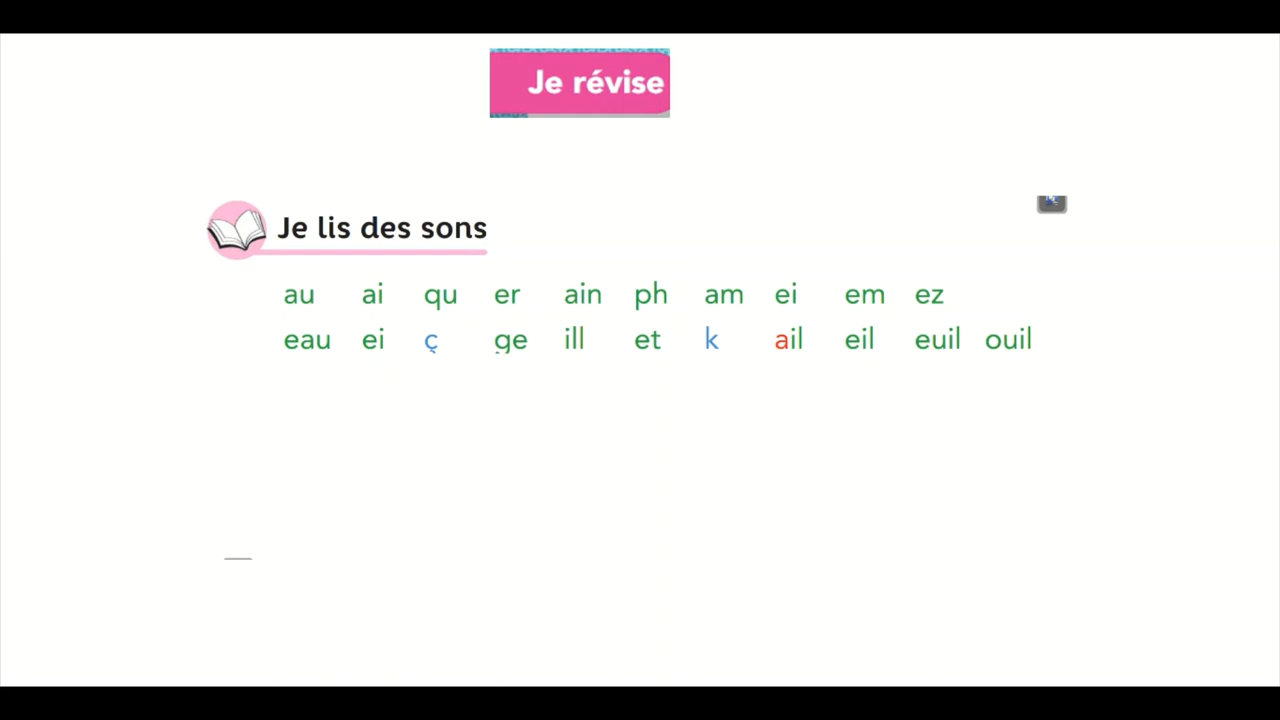 Je révise
Je lis des sons
au ai qu er ain ph am ei em ez
eau ei ç ge ill et k ail eil euil ouil